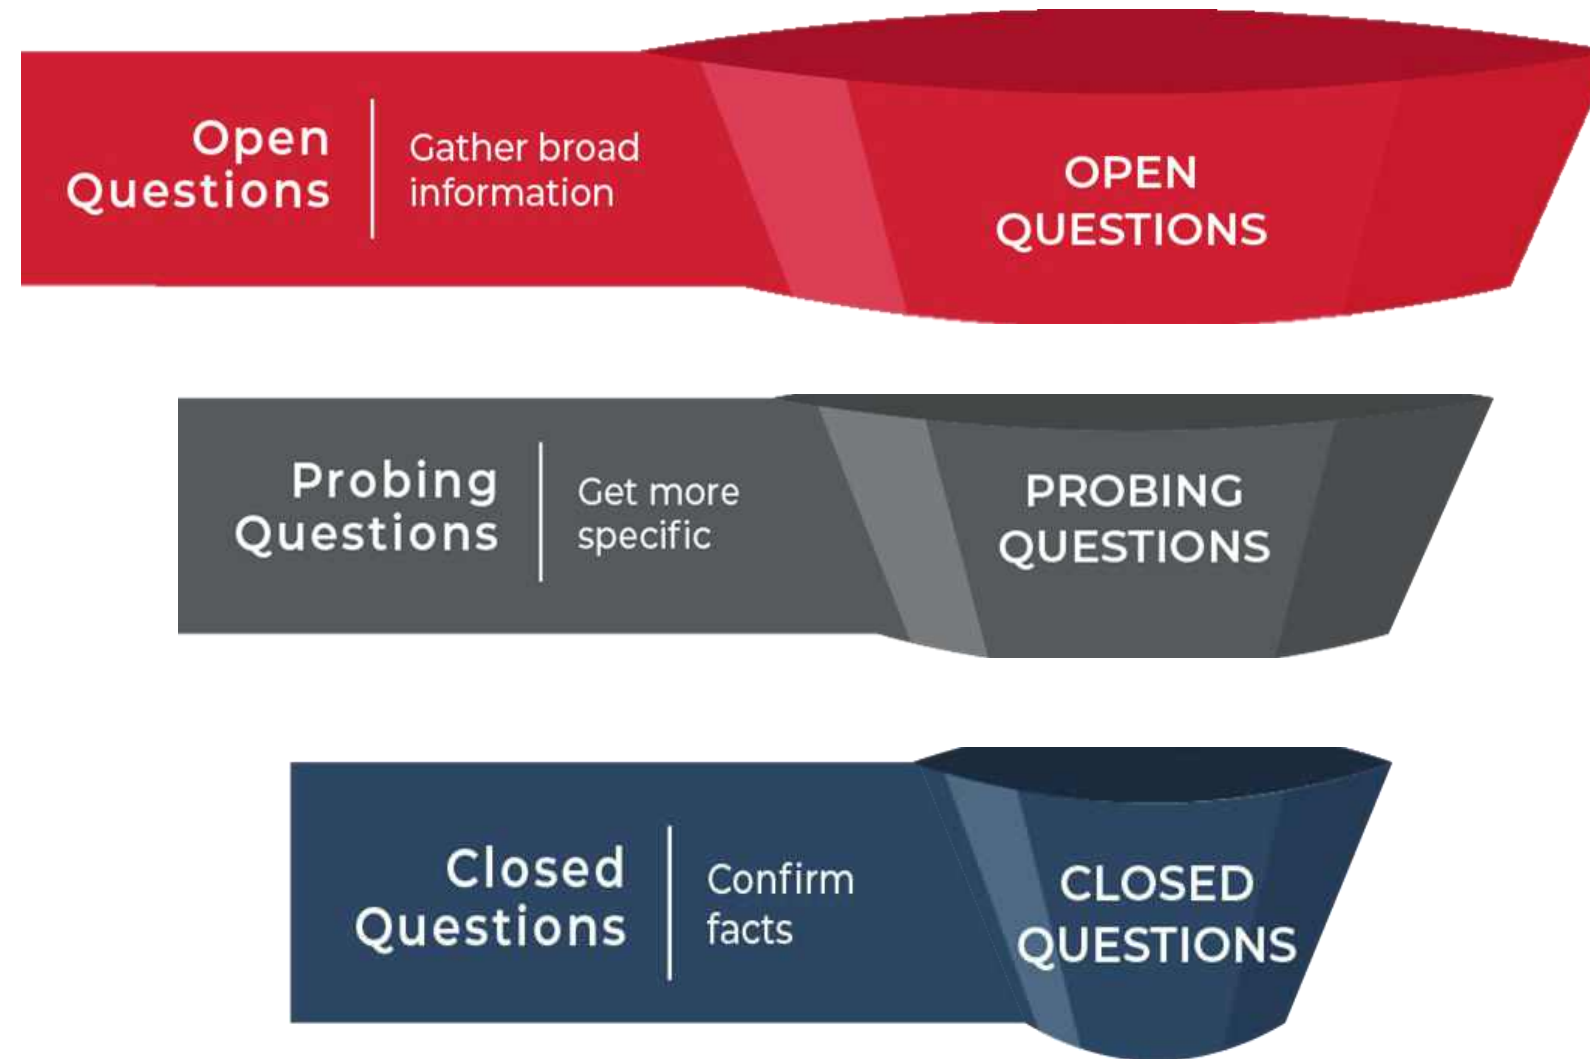 Open
Questions
Gather broad
information
OPEN
QUESTIONS
Probing
Questions
Get more
specific
PROBING
QUESTIONS
Closed
Questions
Confirm
facts
CLOSED
QUESTIONS